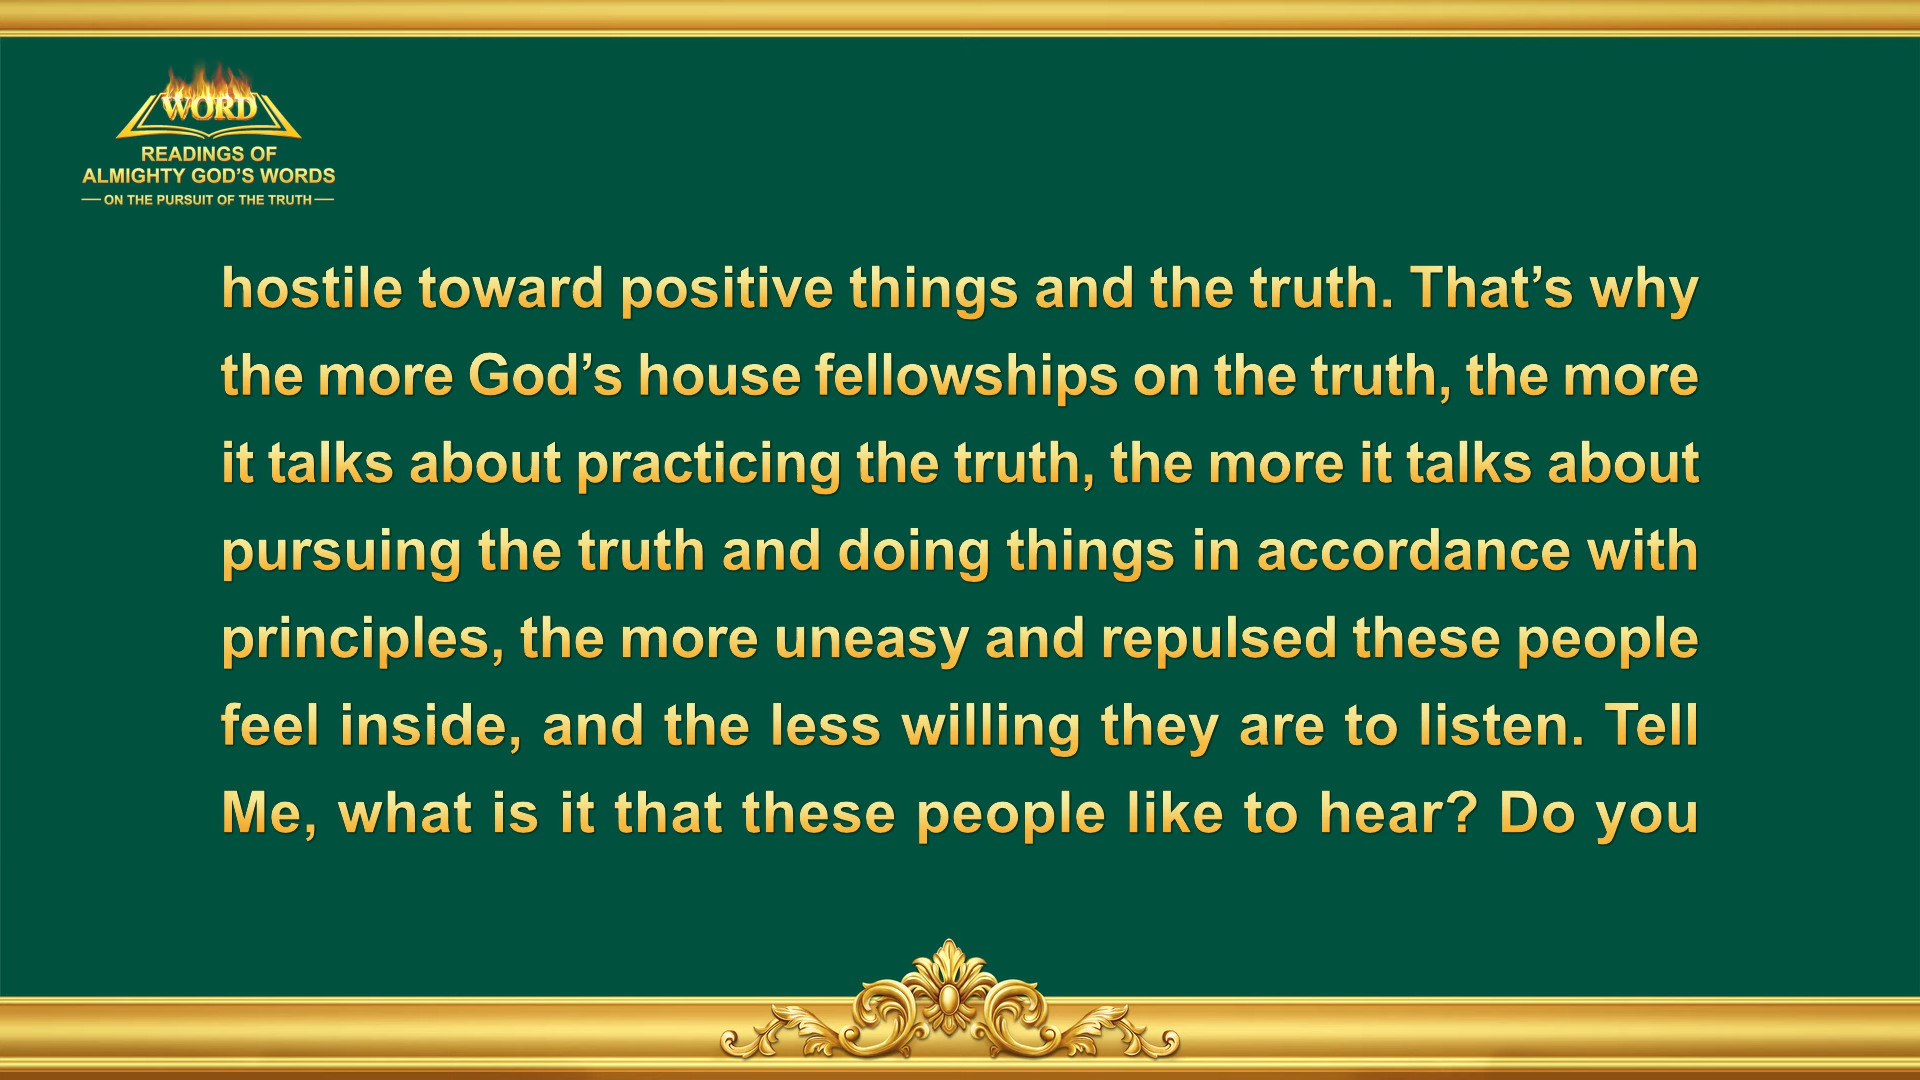 WORD
READINGS OF
ALMIGHTY GOD’S WORDS
ON THE PURSUIT OF THE TRUTH
hostile toward positive things and the truth. That’s why
the more God’s house fellowships on the truth, the more
it talks about practicing the truth, the more it talks about
pursuing the truth and doing things in accordance with
principles, the more uneasy and repulsed these people
feel inside, and the less willing they are to listen. Tell
Me, what is it that these people like to hear? Do you